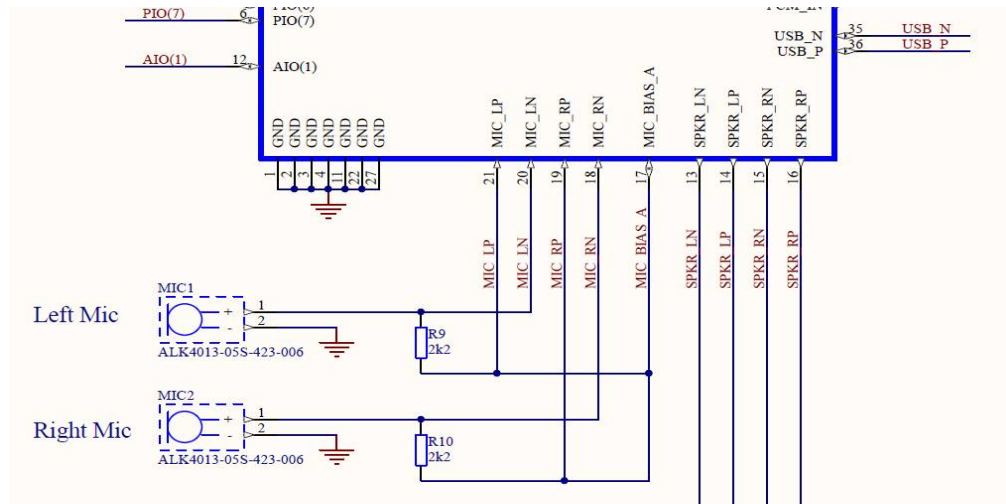 PIO(7)
6
PIO(7)
AIO(1)
12
AIO(1)
35
USB_N
USB_N
36
USB_P
USB_P
GND
GND
GND
GND
GND
GND
GND
MIC_LP
MIC_LN
MIC_RP
MIC_RN
MIC_BIAS_A
SPKR_LN
SPKR_LP
SPKR_RN
SPKR_RP
1
2
3
4
11
22
27
21
20
19
18
17
13
14
15
16
MIC_LP
MIC_LN
MIC_RP
MIC_RN
MIC_BIAS_A
SPKR_LN
SPKR_LP
SPKR_RN
SPKR_RP
Left Mic
MIC1
+ 1
- 2
ALK4013-05S-423-006
R9
2k2
Right Mic
MIC2
+ 1
- 2
ALK4013-05S-423-006
R10
2k2